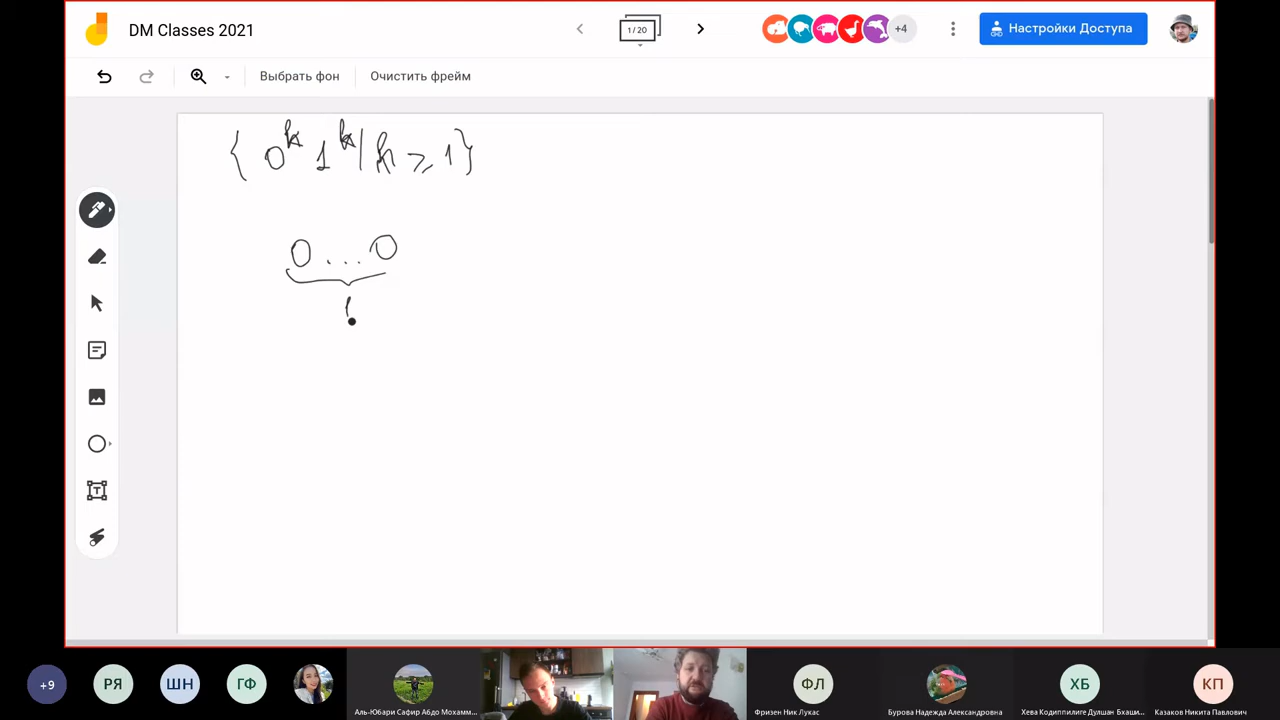 DM Classes 2021
1 / 20
+4
Настройки Доступа
Выбрать фон
Очистить фрейм
{ 0^k 1^k | k ⩾ 1 }
0 ... 0
T
+9
РЯ
ШН
ГФ
ФЛ
ХБ
КП
Аль-Юбари Сафир Абдо Мохамм...
Фризен Ник Лукас
Бурова Надежда Александровна
Хева Кодиппилиге Дулшан Бхаши...
Казаков Никита Павлович